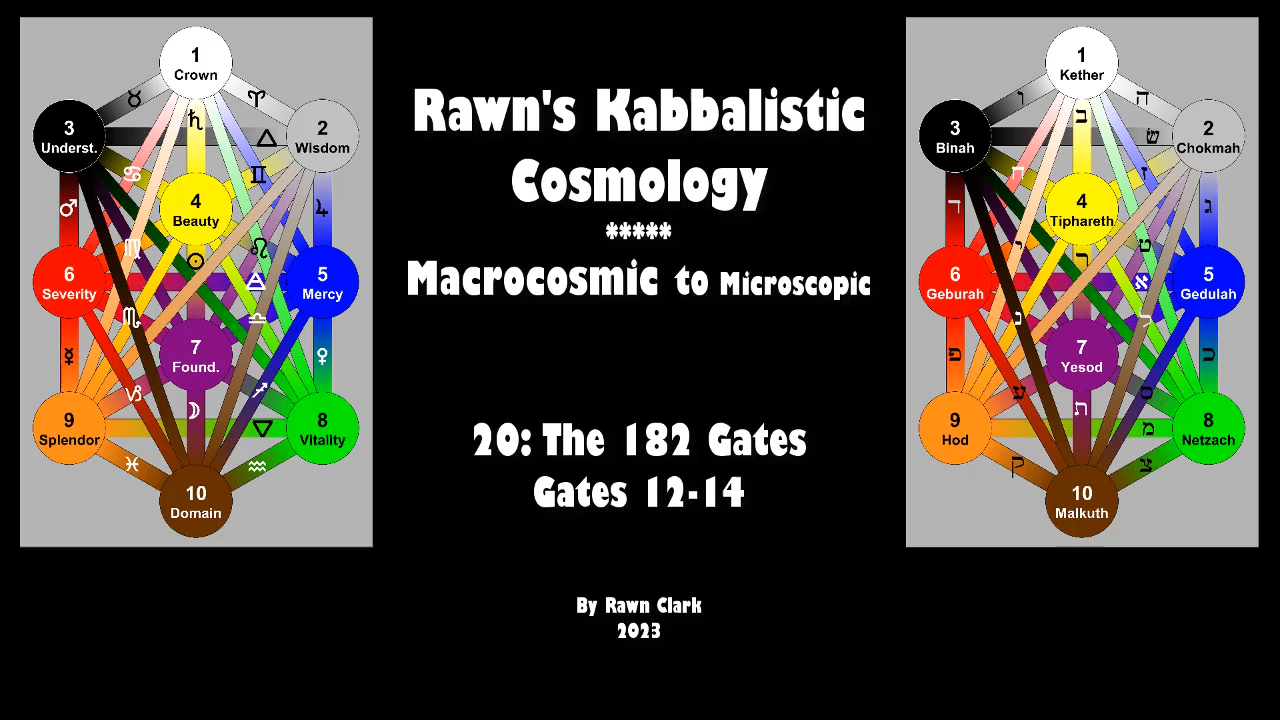 1
Crown
♉ ♈
3
Underst.
2
Wisdom
♄
△
♋ ♊
♂
4
Beauty
♃
♍ ☉ ♌
6
Severity
🜁
5
Mercy
♏ ♎
☿
7
Found.
♀
♑ ☽ ♐
9
Splendor
▽
8
Vitality
♓ ♒
10
Domain
Rawn's Kabbalistic
Cosmology
*****
Macrocosmic to Microscopic
20: The 182 Gates
Gates 12-14
By Rawn Clark
2023
1
Kether
ו ה
3
Binah
2
Chokmah
ב
ש
ח ז
ד
4
Tiphareth
ג
י ר ט
6
Geburah
א
5
Gedulah
נ ל
פ
7
Yesod
כ
ע ת ס
9
Hod
מ
8
Netzach
ק צ
10
Malkuth